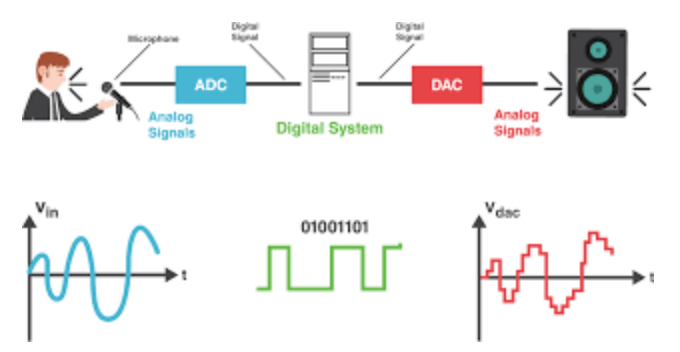 Microphone
Digital
Signal
Digital
Signal
ADC
DAC
Analog
Signals
Digital System
Analog
Signals
Vin
t
01001101
Vdac
t